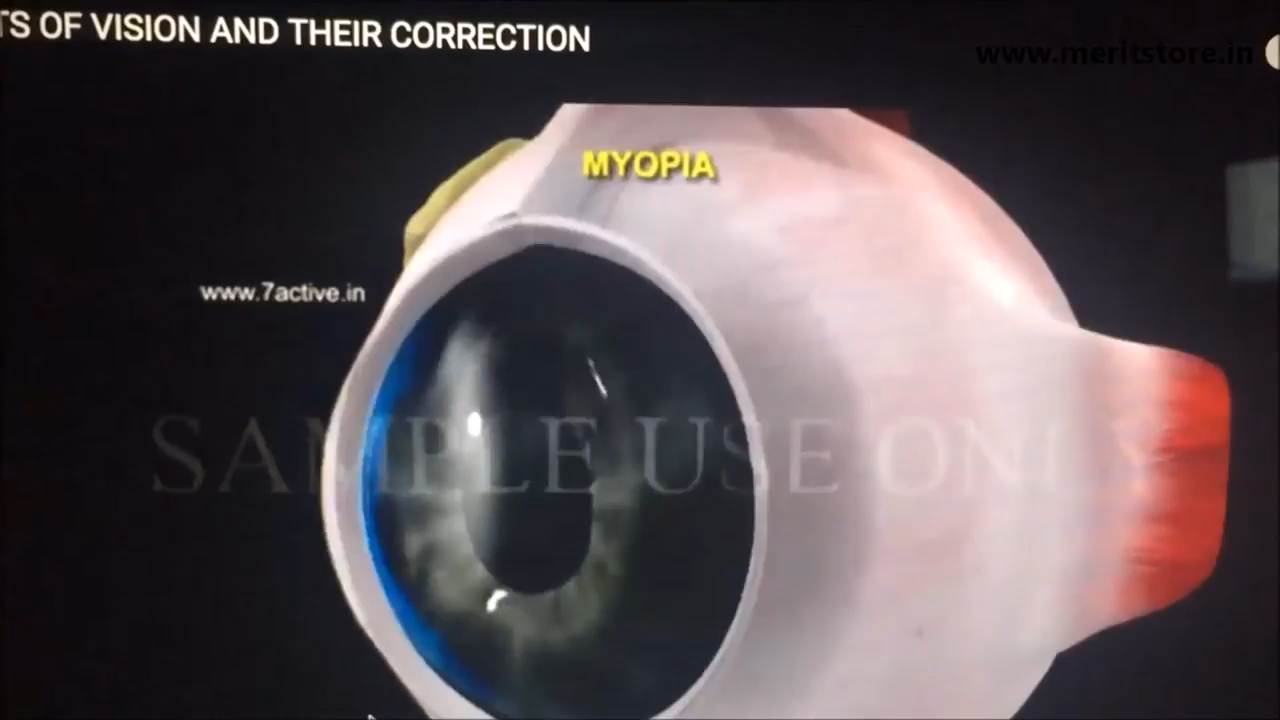 TS OF VISION AND THEIR CORRECTION
www.meritstore.in
MYOPIA
www.7active.in
SAMPLE USE ONLY